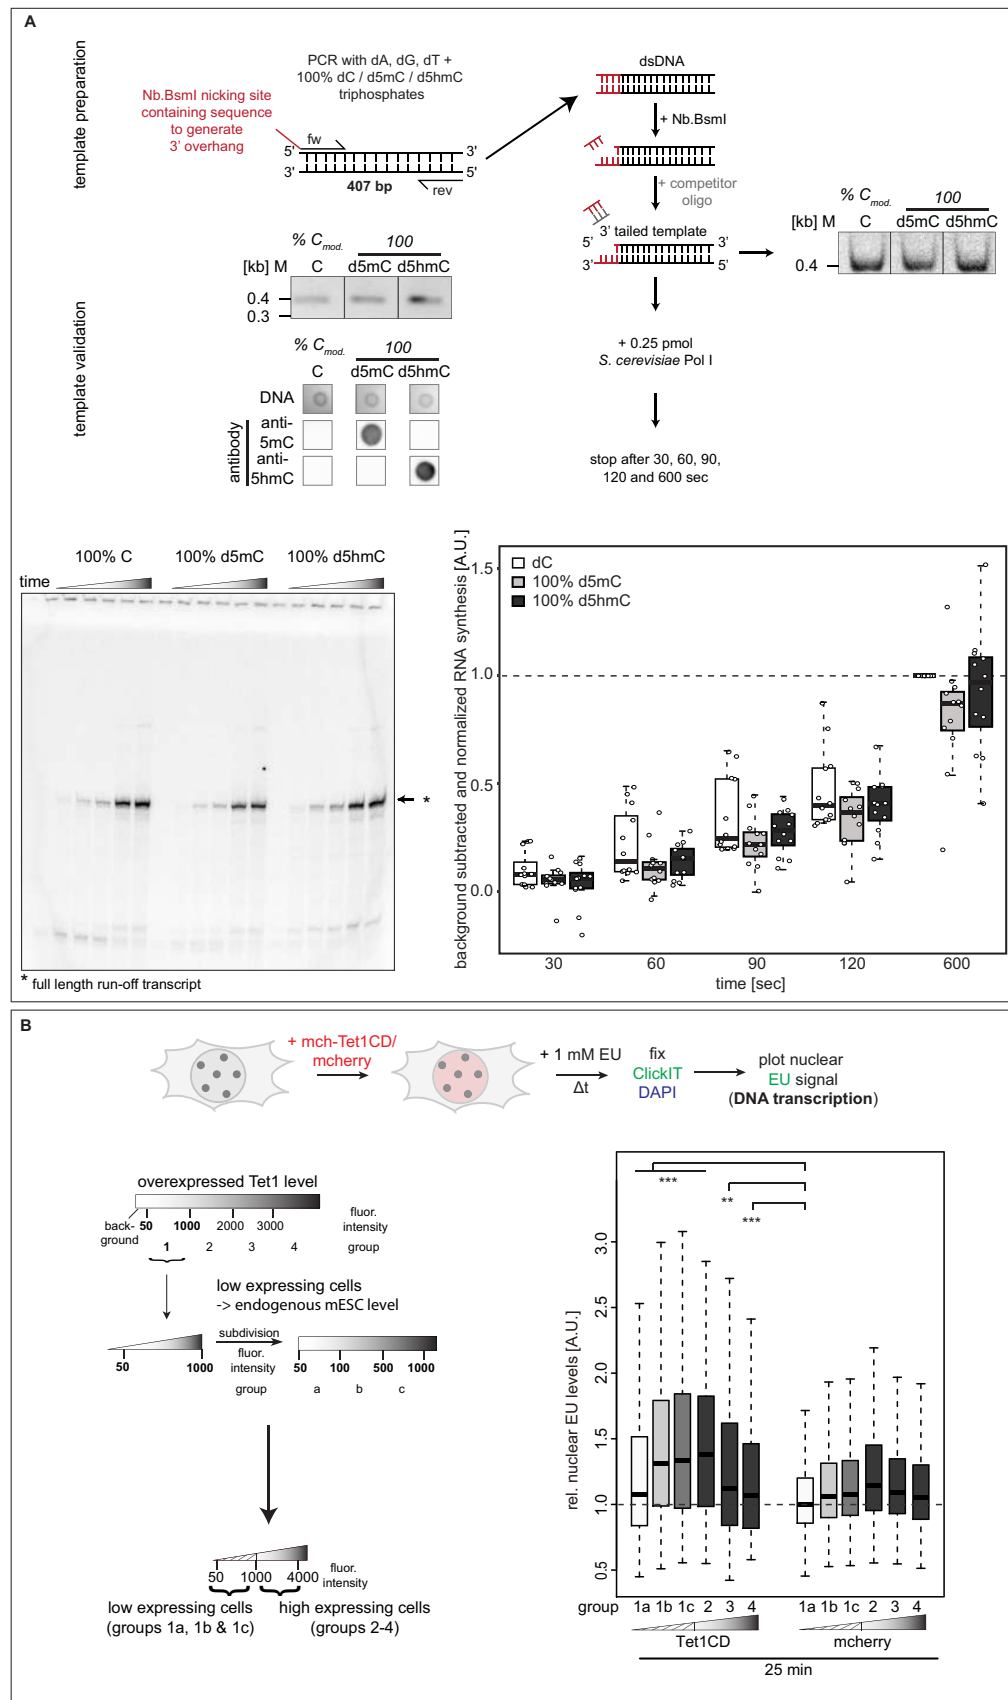 A
template preparation
PCR with dA, dG, dT +
100% dC / d5mC / d5hmC
triphosphates
Nb.BsmI nicking site
containing sequence
to generate
3' overhang
fw
5' 3'
3' 5'
407 bp
rev
dsDNA
+ Nb.BsmI
+ competitor
oligo
3' tailed template
5' 3'
3' 5'
+ 0.25 pmol
S. cerevisiae Pol I
stop after 30, 60, 90,
120 and 600 sec
% Cmod. 100
[kb] M C d5mC d5hmC
0.4
template validation
% Cmod. 100
[kb] M C d5mC d5hmC
0.4
0.3
% Cmod. 100
C d5mC d5hmC
DNA
antibody
anti-
5mC
anti-
5hmC
100% C 100% d5mC 100% d5hmC
time
*
* full length run-off transcript
background subtracted and normalized RNA synthesis [A.U.]
dC
100% d5mC
100% d5hmC
1.5
1.0
0.5
0.0
30 60 90 120 600
time [sec]
B
+ mch-Tet1CD/
mcherry
+ 1 mM EU
Δt
fix
ClickIT
DAPI
plot nuclear
EU signal
(DNA transcription)
overexpressed Tet1 level
back-
ground
50 1000 2000 3000
fluor.
intensity
1 2 3 4 group
low expressing cells
-> endogenous mESC level
subdivision
50 1000
fluor.
intensity
50 100 500 1000
group a b c
50 1000 4000
fluor.
intensity
low expressing cells
(groups 1a, 1b & 1c)
high expressing cells
(groups 2-4)
***
**
***
rel. nuclear EU levels [A.U.]
3.0
2.5
2.0
1.5
1.0
0.5
group 1a 1b 1c 2 3 4 1a 1b 1c 2 3 4
Tet1CD mcherry
25 min